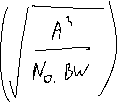 (√(A³
N₀. BW))